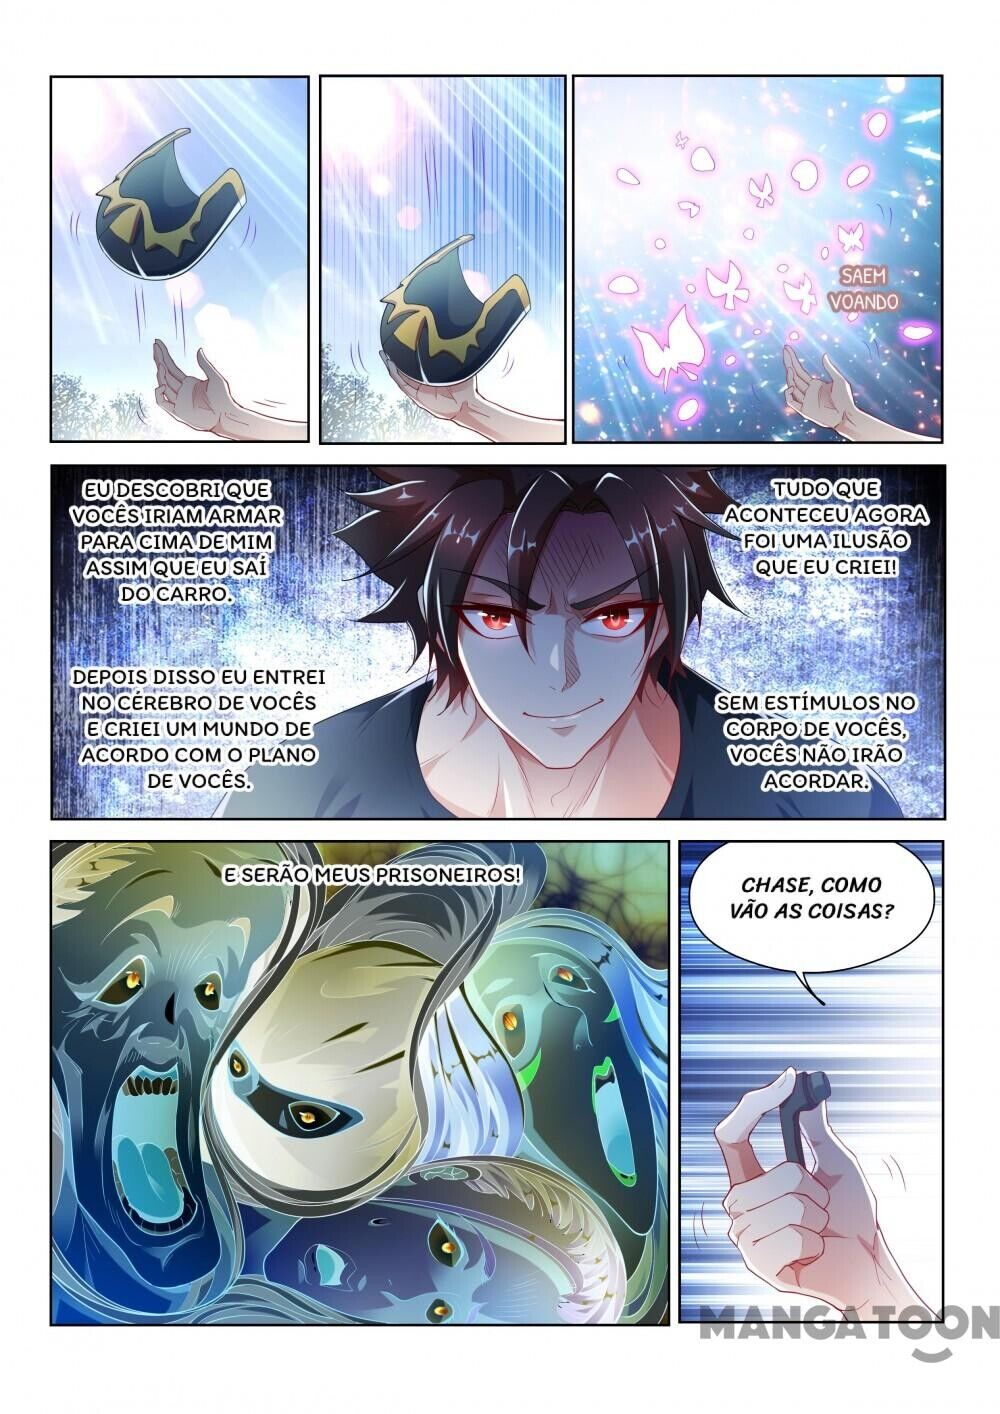 SAEM
VOANDO
EU DESCOBRI QUE
VOCÊS IRIAM ARMAR
PARA CIMA DE MIM
ASSIM QUE EU SAÍ
DO CARRO.
TUDO QUE
ACONTECEU AGORA
FOI UMA ILUSÃO
QUE EU CRIEI!
DEPOIS DISSO EU ENTREI
NO CÉREBRO DE VOCÊS
E CRIEI UM MUNDO DE
ACORDO COM O PLANO
DE VOCÊS.
SEM ESTÍMULOS NO
CORPO DE VOCÊS,
VOCÊS NÃO IRÃO
ACORDAR.
E SERÃO MEUS PRISONEIROS!
CHASE, COMO
VÃO AS COISAS?
MANGATOON